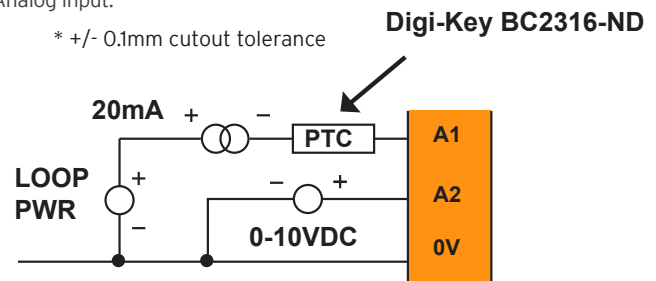 Analog input.
* +/- 0.1mm cutout tolerance
Digi-Key BC2316-ND
20mA + −
PTC
A1
LOOP
PWR
+
−
− +
A2
0-10VDC
0V